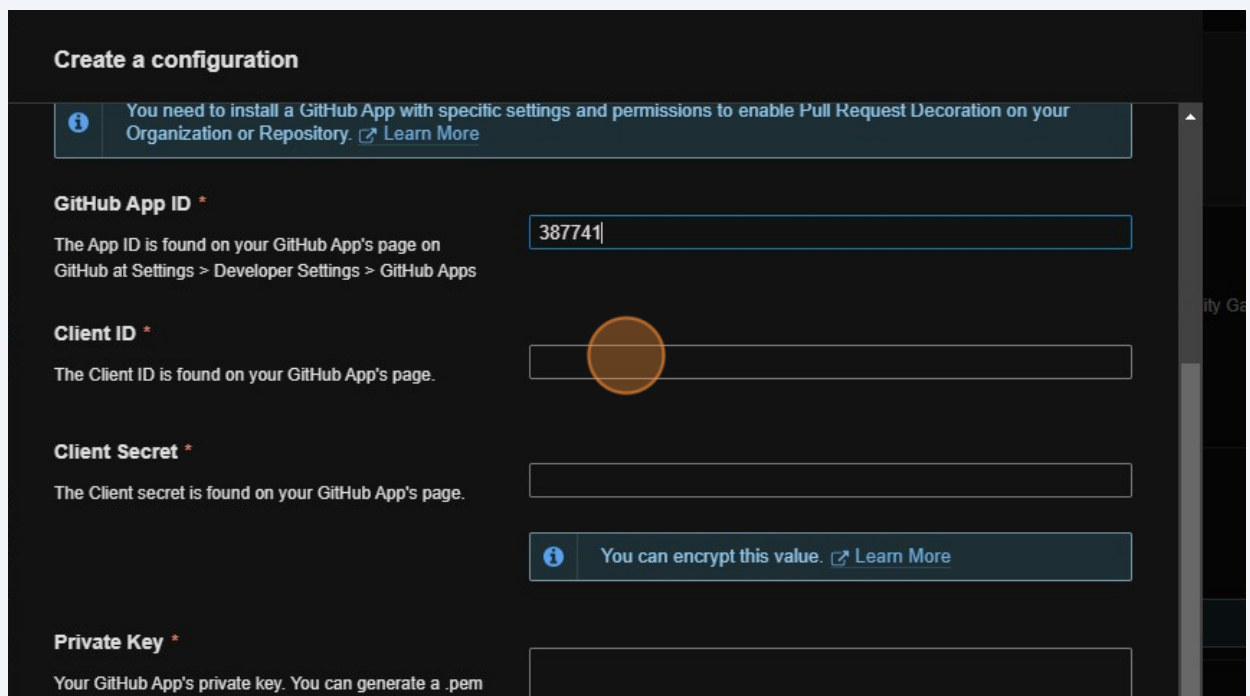 Create a configuration
You need to install a GitHub App with specific settings and permissions to enable Pull Request Decoration on your
Organization or Repository. Learn More
GitHub App ID *
387741
The App ID is found on your GitHub App's page on
GitHub at Settings > Developer Settings > GitHub Apps
ity Ga
Client ID *
The Client ID is found on your GitHub App's page.
Client Secret *
The Client secret is found on your GitHub App's page.
You can encrypt this value. Learn More
Private Key *
Your GitHub App's private key. You can generate a .pem